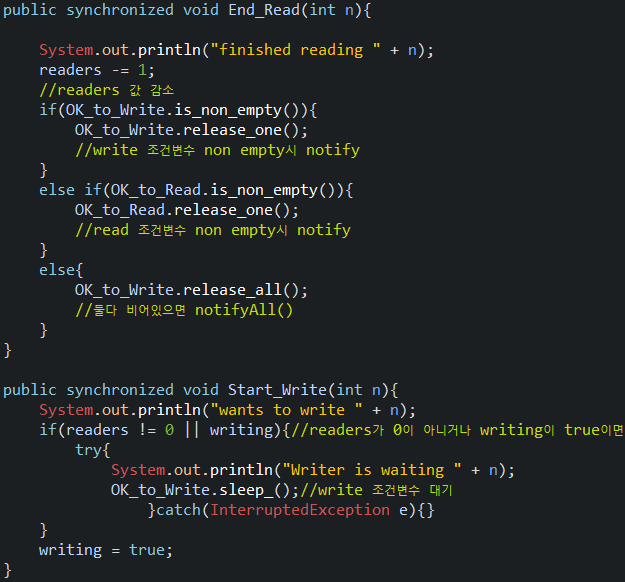 public synchronized void End_Read(int n){
System.out.println("finished reading " + n);
readers -= 1;
//readers 값 감소
if(OK_to_Write.is_non_empty()){
OK_to_Write.release_one();
//write 조건변수 non empty시 notify
}
else if(OK_to_Read.is_non_empty()){
OK_to_Read.release_one();
//read 조건변수 non empty시 notify
}
else{
OK_to_Write.release_all();
//둘다 비어있으면 notifyAll()
}
}
public synchronized void Start_Write(int n){
System.out.println("wants to write " + n);
if(readers != 0 || writing){//readers가 0이 아니거나 writing이 true이면
try{
System.out.println("Writer is waiting " + n);
OK_to_Write.sleep_();//write 조건변수 대기
}catch(InterruptedException e){}
}
writing = true;
}